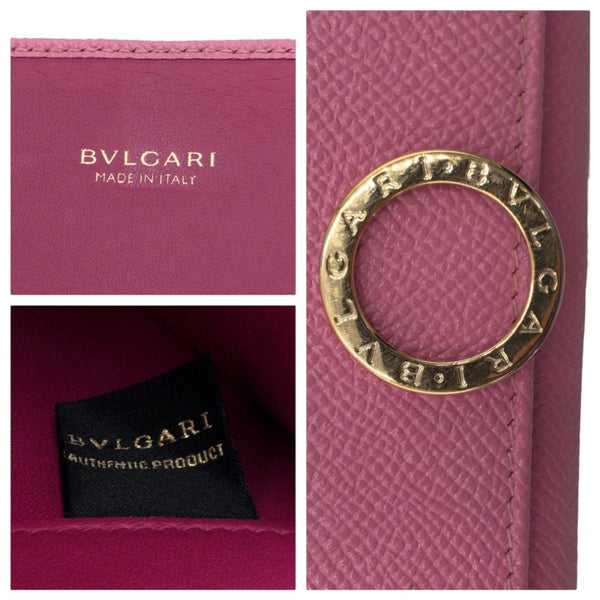 BVLGARI
MADE IN ITALY
BVLGARI
AUTHENTIC PRODUCT
BVLGARI · BVLGARI ·